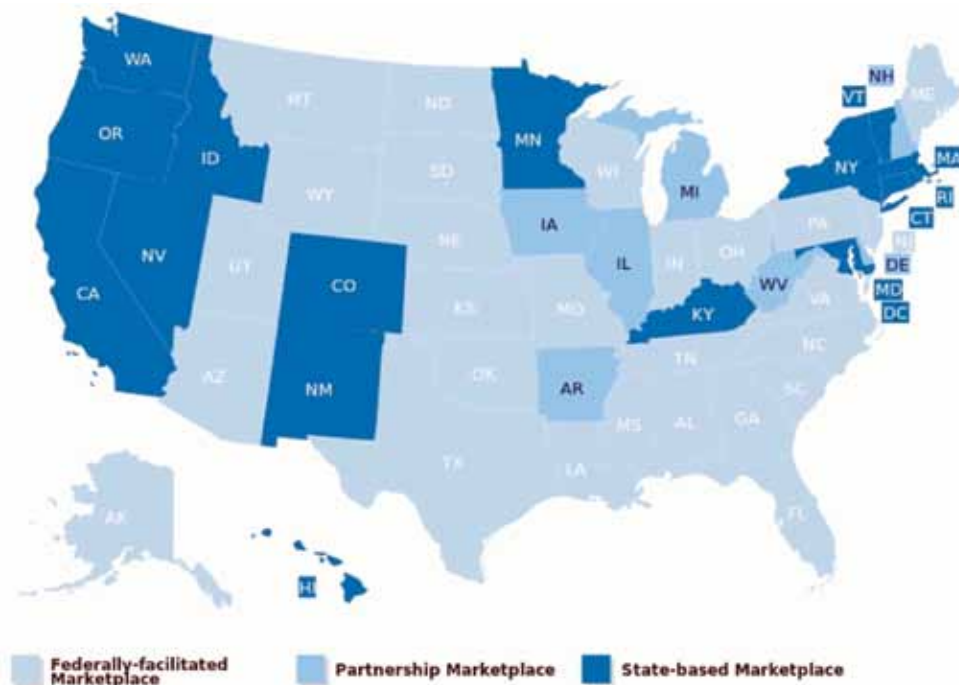 WA
NH
VT
ME
ND
OR
MN
ID
NY
MA
SD
WI
MI
RI
WY
CT
IA
PA
NE
NJ
NV
UT
IL
IN
OH
DE
CO
WV
CA
MD
KS
MO
VA
KY
DC
NC
TN
AZ
OK
NM
AR
SC
MS
AL
GA
TX
LA
AK
FL
HI
Federally-facilitated
Marketplace
Partnership Marketplace
State-based Marketplace